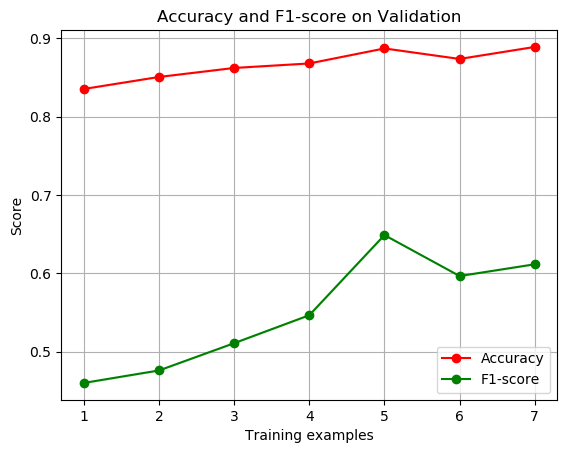 Accuracy and F1-score on Validation
0.9
0.8
0.7
0.6
0.5
Score
Accuracy
F1-score
1 2 3 4 5 6 7
Training examples